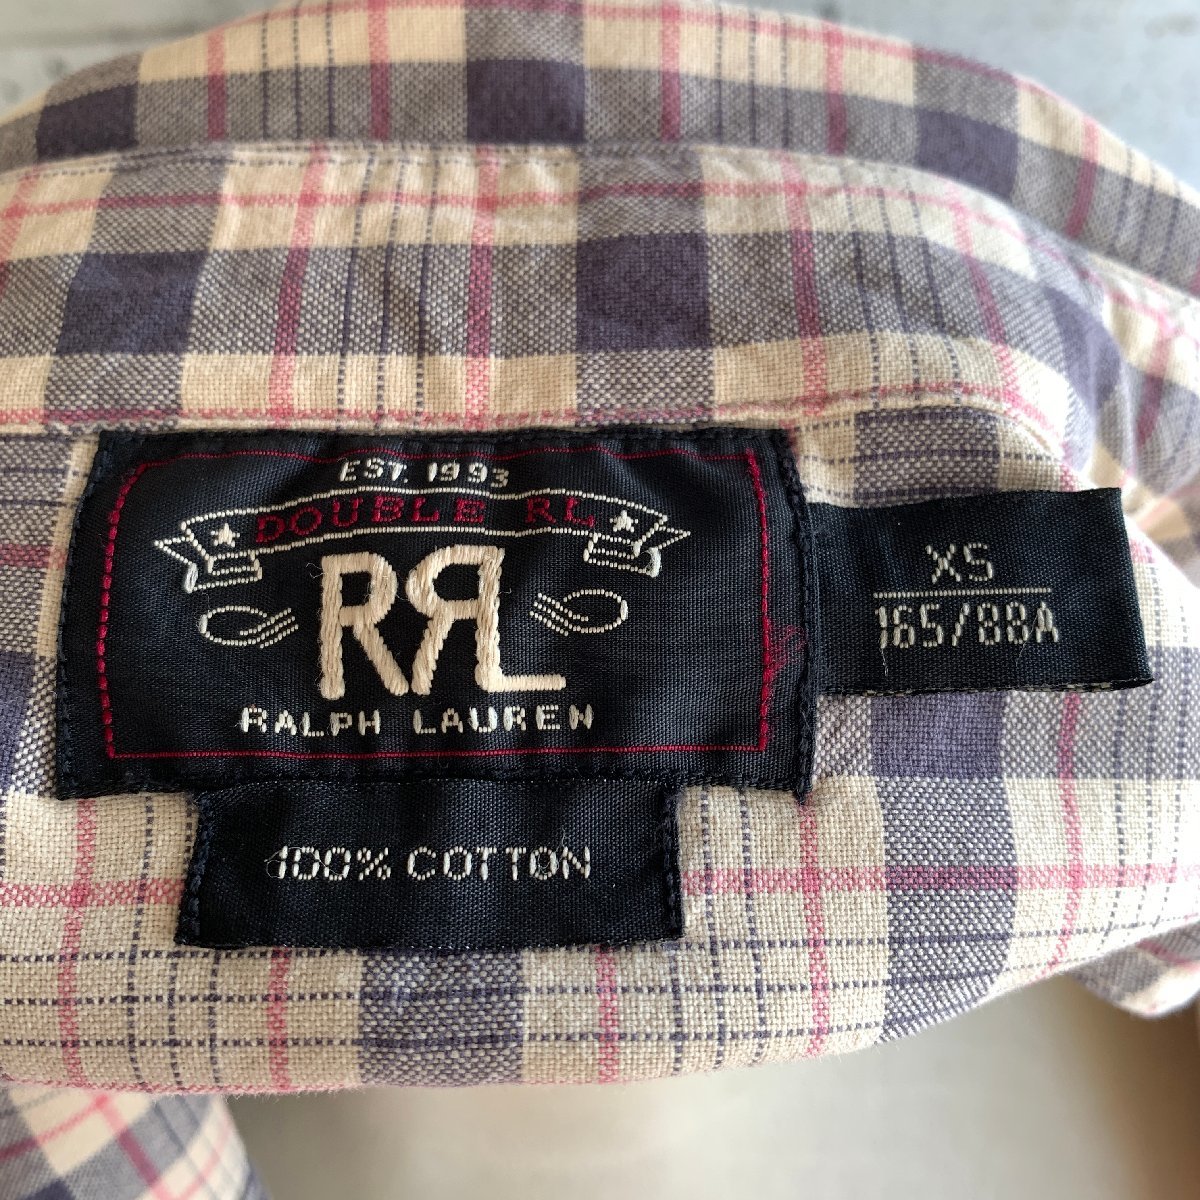 EST. 1993
DOUBLE RL
RRL
RALPH LAUREN
XS
165/88A
100% COTTON